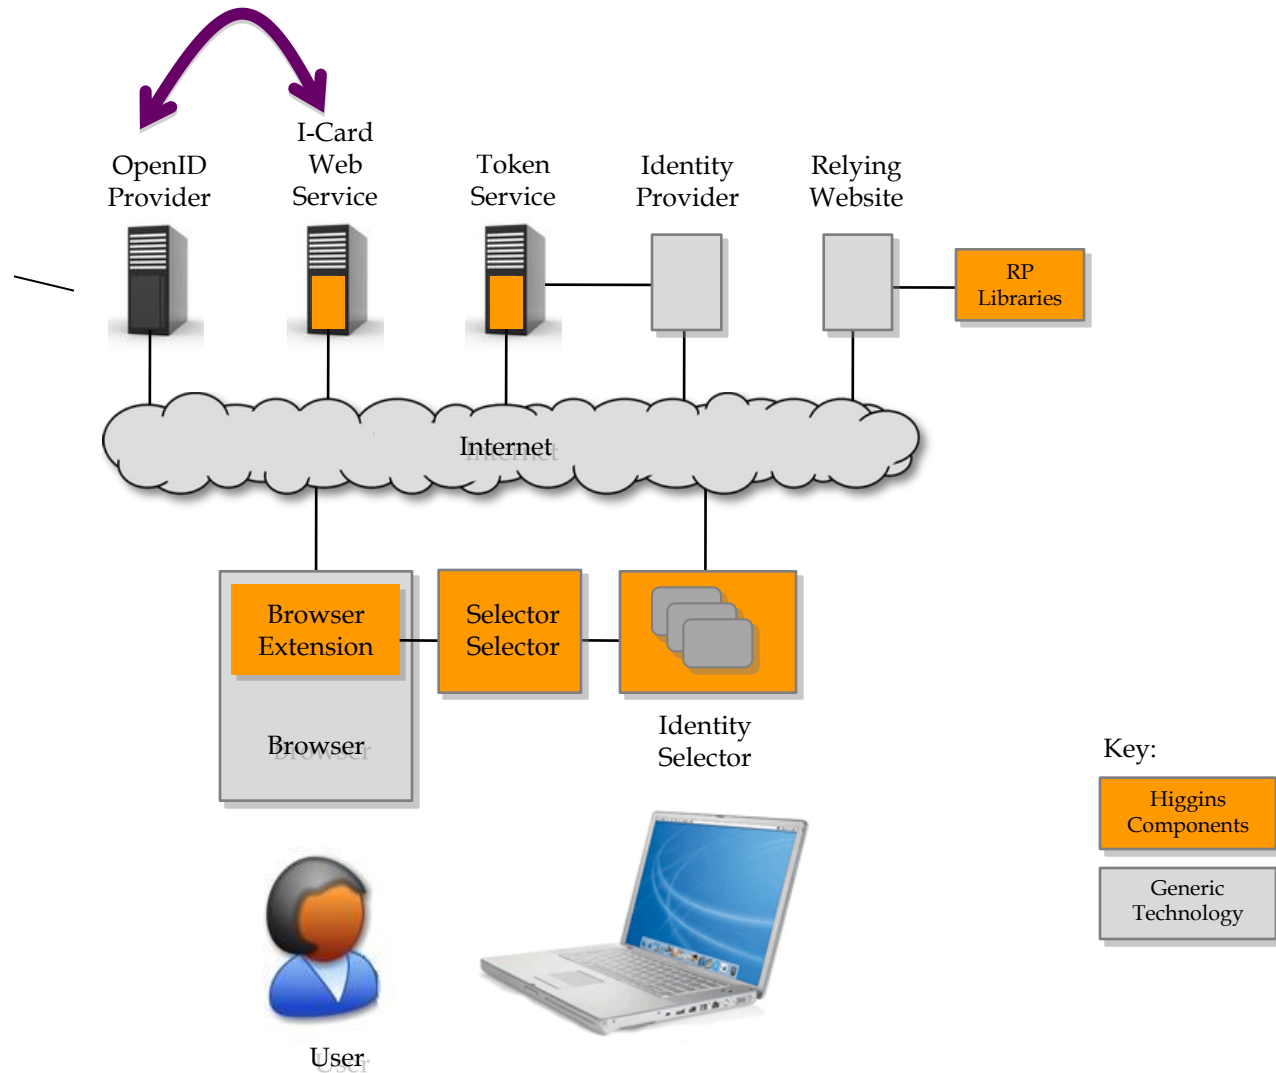 OpenID
Provider
I-Card
Web
Service
Token
Service
Identity
Provider
Relying
Website
RP
Libraries
Internet
Browser
Extension
Selector
Selector
Browser
Identity
Selector
Key:
Higgins
Components
Generic
Technology
User